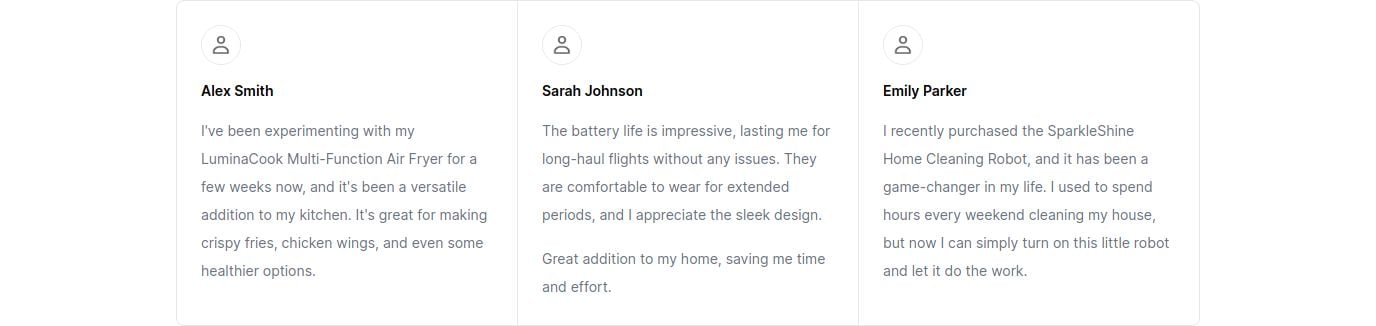 Alex Smith
I've been experimenting with my
LuminaCook Multi-Function Air Fryer for a
few weeks now, and it's been a versatile
addition to my kitchen. It's great for making
crispy fries, chicken wings, and even some
healthier options.
Sarah Johnson
The battery life is impressive, lasting me for
long-haul flights without any issues. They
are comfortable to wear for extended
periods, and I appreciate the sleek design.
Great addition to my home, saving me time
and effort.
Emily Parker
I recently purchased the SparkleShine
Home Cleaning Robot, and it has been a
game-changer in my life. I used to spend
hours every weekend cleaning my house,
but now I can simply turn on this little robot
and let it do the work.